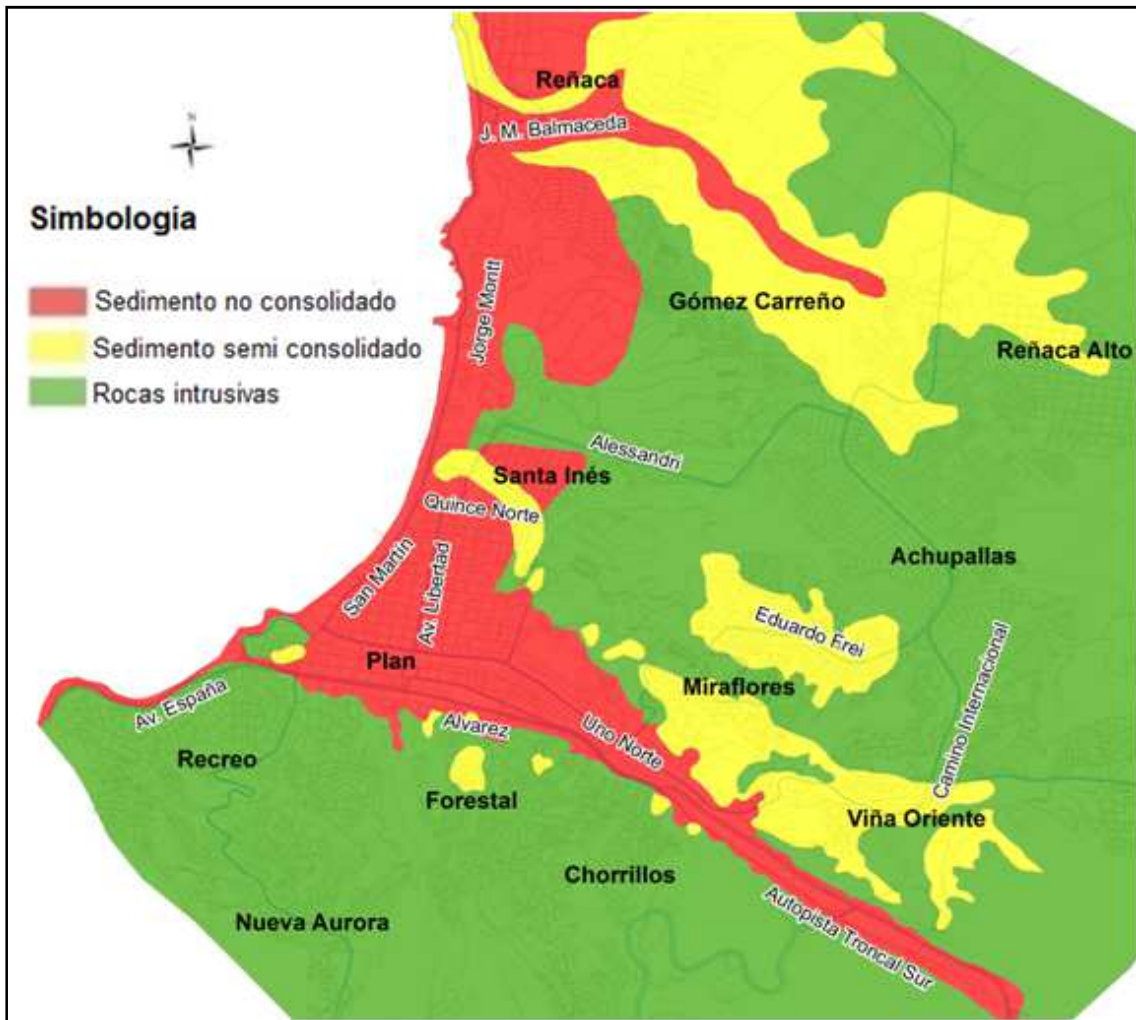 N
Simbologia
Sedimento no consolidado
Sedimento semi consolidado
Rocas intrusivas
Reñaca
J. M. Balmaceda
Jorge Montt
Gómez Carreño
Reñaca Alto
Alessandri
Santa Inés
Quince Norte
Achupallas
San Martín
Av. Libertad
Eduardo Frei
Plan
Miraflores
Camino Internacional
Av. España
Alvarez
Uno Norte
Recreo
Forestal
Viña Oriente
Chorrillos
Nueva Aurora
Autopista Troncal Sur